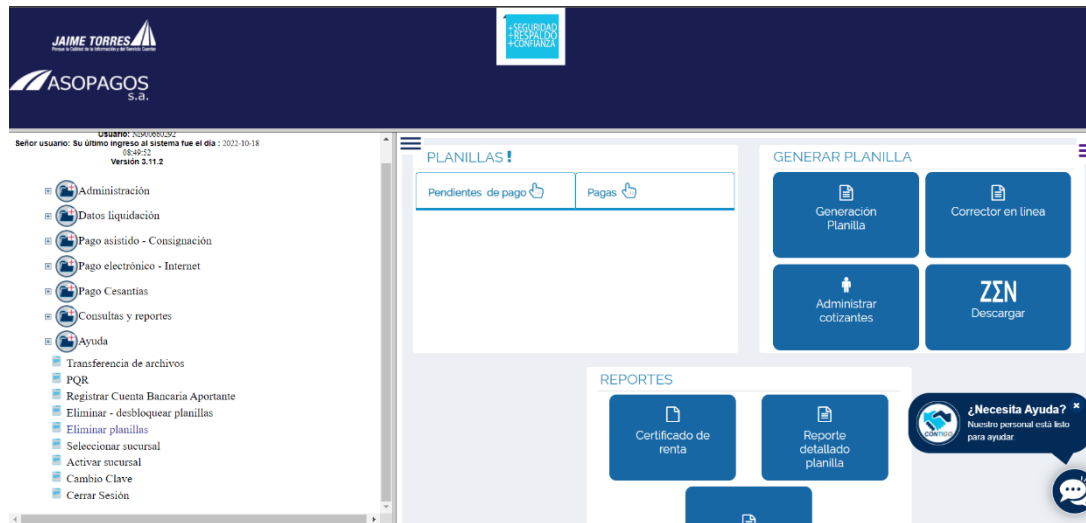 JAIME TORRES
Porque la Calidad de la Información y del Servicio Cuentan
ASOPAGOS
s.a.
+SEGURIDAD
+RESPALDO
+CONFIANZA
Usuario: NI900660292
Señor usuario: Su último ingreso al sistema fue el día : 2022-10-18
08:49:52
Versión 3.11.2
Administración
Datos liquidación
Pago asistido - Consignación
Pago electrónico - Internet
Pago Cesantías
Consultas y reportes
Ayuda
Transferencia de archivos
PQR
Registrar Cuenta Bancaria Aportante
Eliminar - desbloquear planillas
Eliminar planillas
Seleccionar sucursal
Activar sucursal
Cambio Clave
Cerrar Sesión
PLANILLAS !
Pendientes de pago
Pagas
GENERAR PLANILLA
Generación
Planilla
Corrector en linea
Administrar
cotizantes
ZΣN
Descargar
REPORTES
Certificado de
renta
Reporte
detallado
planilla
CONTIGO
¿Necesita Ayuda? ×
Nuestro personal está listo
para ayudar.